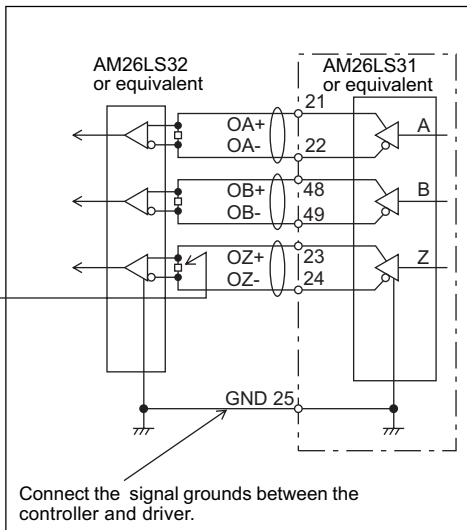 AM26LS32
or equivalent
AM26LS31
or equivalent
21
OA+
OA-
22
A
OB+
48
OB-
49
B
OZ+
23
OZ-
24
Z
GND 25
Connect the signal grounds between the
controller and driver.